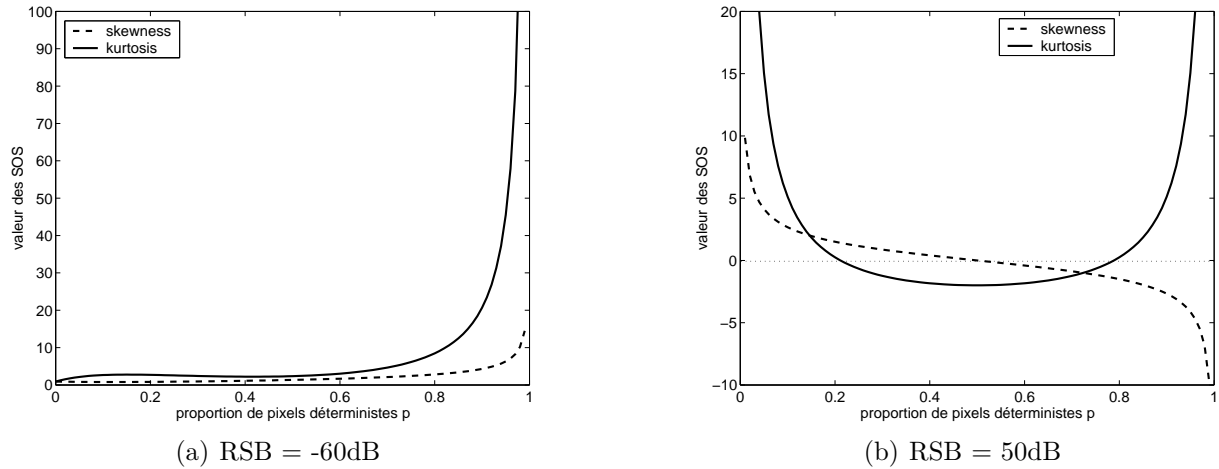 100
90
80
70
60
50
40
30
20
10
0
valeur des SOS
skewness
kurtosis
0 0.2 0.4 0.6 0.8 1
proportion de pixels déterministes p
(a) RSB = -60dB
20
15
10
5
0
−5
−10
valeur des SOS
skewness
kurtosis
0 0.2 0.4 0.6 0.8 1
proportion de pixels déterministes p
(b) RSB = 50dB